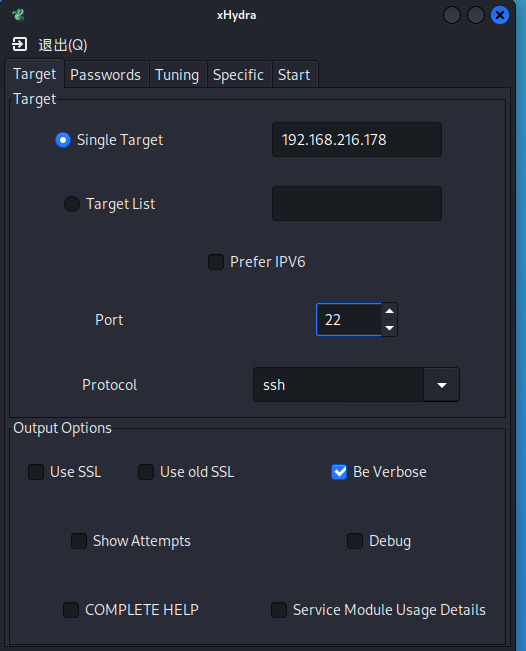 xHydra
退出(Q)
Target Passwords Tuning Specific Start
Target
Single Target 192.168.216.178
Target List
Prefer IPV6
Port 22
Protocol ssh
Output Options
Use SSL Use old SSL Be Verbose
Show Attempts Debug
COMPLETE HELP Service Module Usage Details